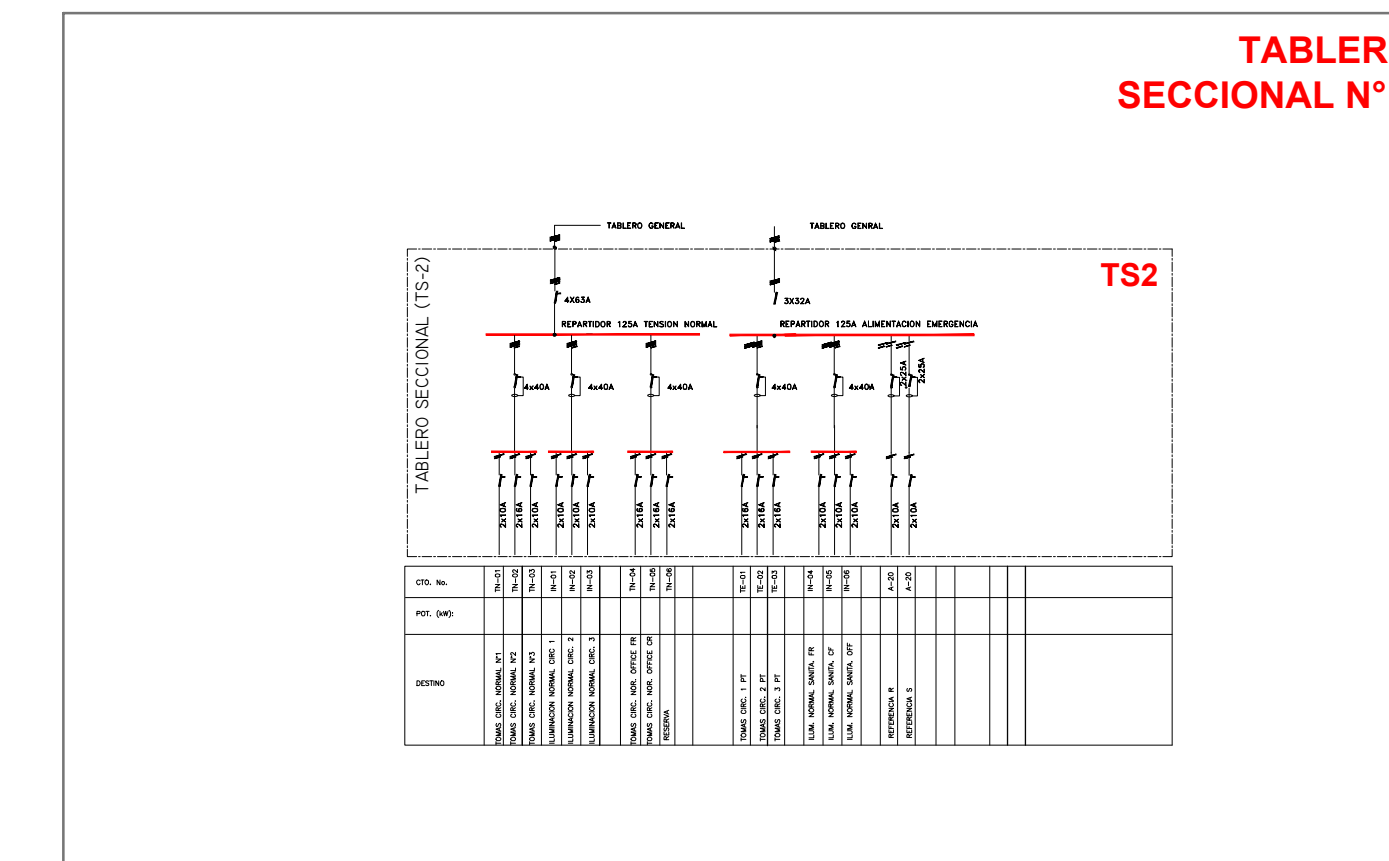 TABLER
SECCIONAL N°
TABLERO GENERAL
TABLERO GENRAL
TABLERO SECCIONAL (TS-2)
TS2
4X63A
3X32A
REPARTIDOR 125A TENSION NORMAL
REPARTIDOR 125A ALIMENTACION EMERGENCIA
4x40A
4x40A
4x40A
4x40A
4x40A
2x25A
2x25A
2x10A
2x16A
2x10A
2x10A
2x10A
2x10A
2x16A
2x16A
2x16A
2x16A
2x16A
2x16A
2x10A
2x10A
2x10A
2x10A
2x10A
CTO. No.
TN-01
TN-02
TN-03
IN-01
IN-02
IN-03
TN-04
TN-05
TN-06
TE-01
TE-02
TE-03
IN-04
IN-05
IN-06
A-20
A-20
POT. (kW):
DESTINO
TOMAS CIRC. NORMAL N°1
TOMAS CIRC. NORMAL N°2
TOMAS CIRC. NORMAL N°3
ILUMINACION NORMAL CIRC 1
ILUMINACION NORMAL CIRC. 2
ILUMINACION NORMAL CIRC. 3
TOMAS CIRC. NOR. OFFICE FR
TOMAS CIRC. NOR. OFFICE CR
RESERVA
TOMAS CIRC. 1 PT
TOMAS CIRC. 2 PT
TOMAS CIRC. 3 PT
ILUM. NORMAL SANITA. FR
ILUM. NORMAL SANITA. CF
ILUM. NORMAL SANITA. OFF
REFERENCIA R
REFERENCIA S